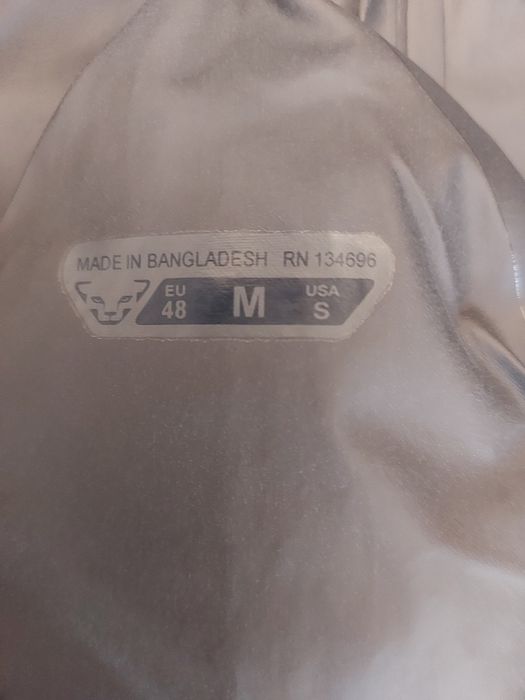 MADE IN BANGLADESH RN 134696
EU 48 M USA S